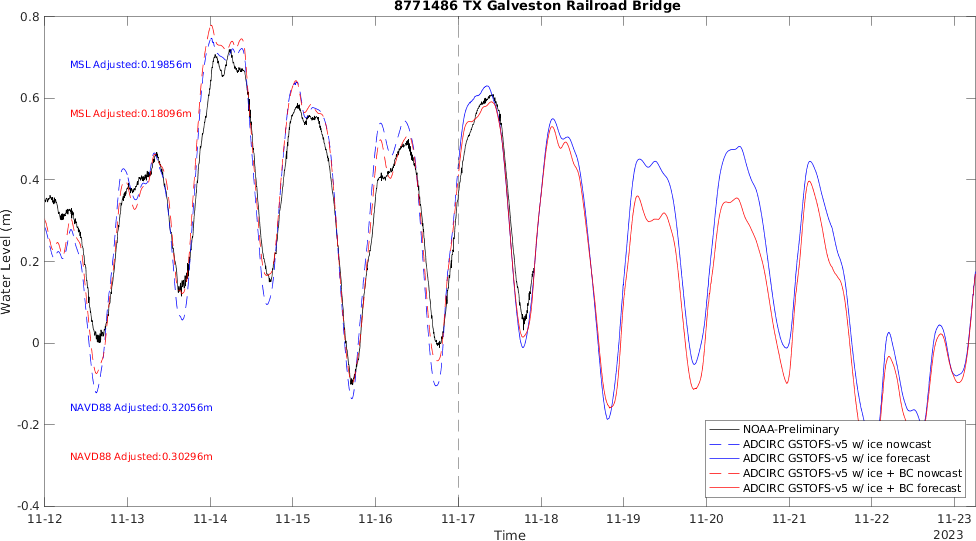 8771486 TX Galveston Railroad Bridge
0.8
MSL Adjusted:0.19856m
0.6
MSL Adjusted:0.18096m
0.4
Water Level (m)
0.2
0
-0.2
NAVD88 Adjusted:0.32056m
NAVD88 Adjusted:0.30296m
-0.4
NOAA-Preliminary
ADCIRC GSTOFS-v5 w/ ice nowcast
ADCIRC GSTOFS-v5 w/ ice forecast
ADCIRC GSTOFS-v5 w/ ice + BC nowcast
ADCIRC GSTOFS-v5 w/ ice + BC forecast
11-12 11-13 11-14 11-15 11-16 11-17 11-18 11-19 11-20 11-21 11-22 11-23
Time
2023